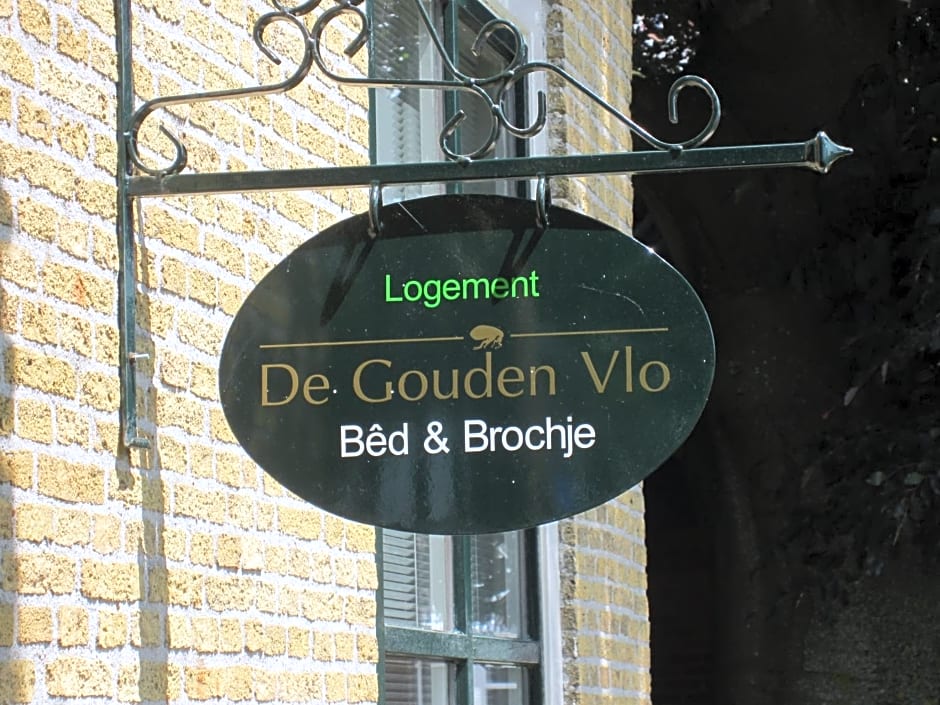 Logement
De Gouden Vlo
Bêd & Brochje